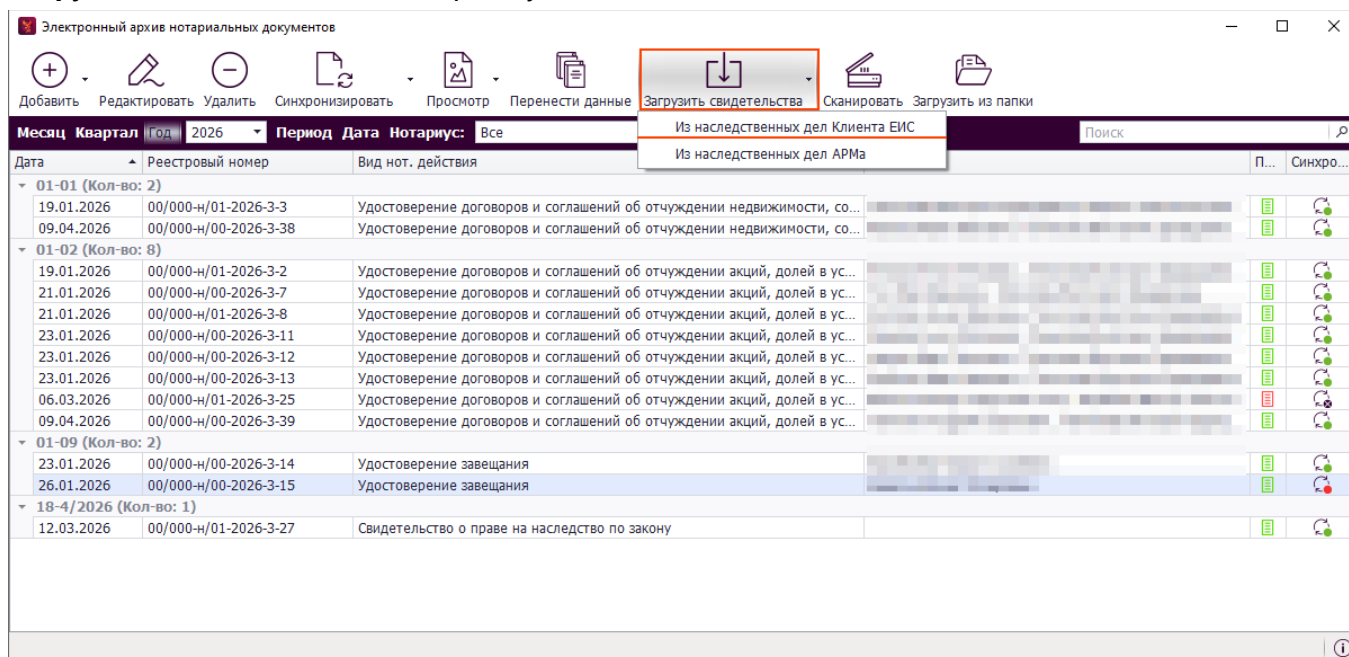 Электронный архив нотариальных документов
Добавить Редактировать Удалить Синхронизировать Просмотр Перенести данные Загрузить свидетельства Сканировать Загрузить из папки
Месяц Квартал Год 2026 Период Дата Нотариус: Все Поиск
Из наследственных дел Клиента ЕИС
Из наследственных дел АРМа
Дата Реестровый номер Вид нот. действия П... Синхро...
01-01 (Кол-во: 2)
19.01.2026 00/000-н/01-2026-3-3 Удостоверение договоров и соглашений об отчуждении недвижимости, со...
09.04.2026 00/000-н/00-2026-3-38 Удостоверение договоров и соглашений об отчуждении недвижимости, со...
01-02 (Кол-во: 8)
19.01.2026 00/000-н/01-2026-3-2 Удостоверение договоров и соглашений об отчуждении акций, долей в ус...
21.01.2026 00/000-н/00-2026-3-7 Удостоверение договоров и соглашений об отчуждении акций, долей в ус...
21.01.2026 00/000-н/01-2026-3-8 Удостоверение договоров и соглашений об отчуждении акций, долей в ус...
23.01.2026 00/000-н/00-2026-3-11 Удостоверение договоров и соглашений об отчуждении акций, долей в ус...
23.01.2026 00/000-н/00-2026-3-12 Удостоверение договоров и соглашений об отчуждении акций, долей в ус...
23.01.2026 00/000-н/00-2026-3-13 Удостоверение договоров и соглашений об отчуждении акций, долей в ус...
06.03.2026 00/000-н/01-2026-3-25 Удостоверение договоров и соглашений об отчуждении акций, долей в ус...
09.04.2026 00/000-н/00-2026-3-39 Удостоверение договоров и соглашений об отчуждении акций, долей в ус...
01-09 (Кол-во: 2)
23.01.2026 00/000-н/00-2026-3-14 Удостоверение завещания
26.01.2026 00/000-н/00-2026-3-15 Удостоверение завещания
18-4/2026 (Кол-во: 1)
12.03.2026 00/000-н/01-2026-3-27 Свидетельство о праве на наследство по закону